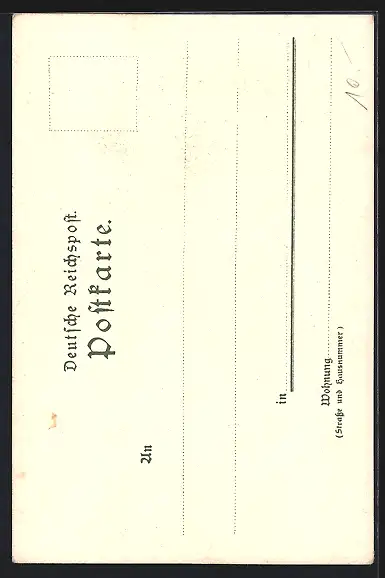 Deutsche Reichspost.
Postkarte.
An
in
Wohnung
(Straße und Hausnummer)
10.-